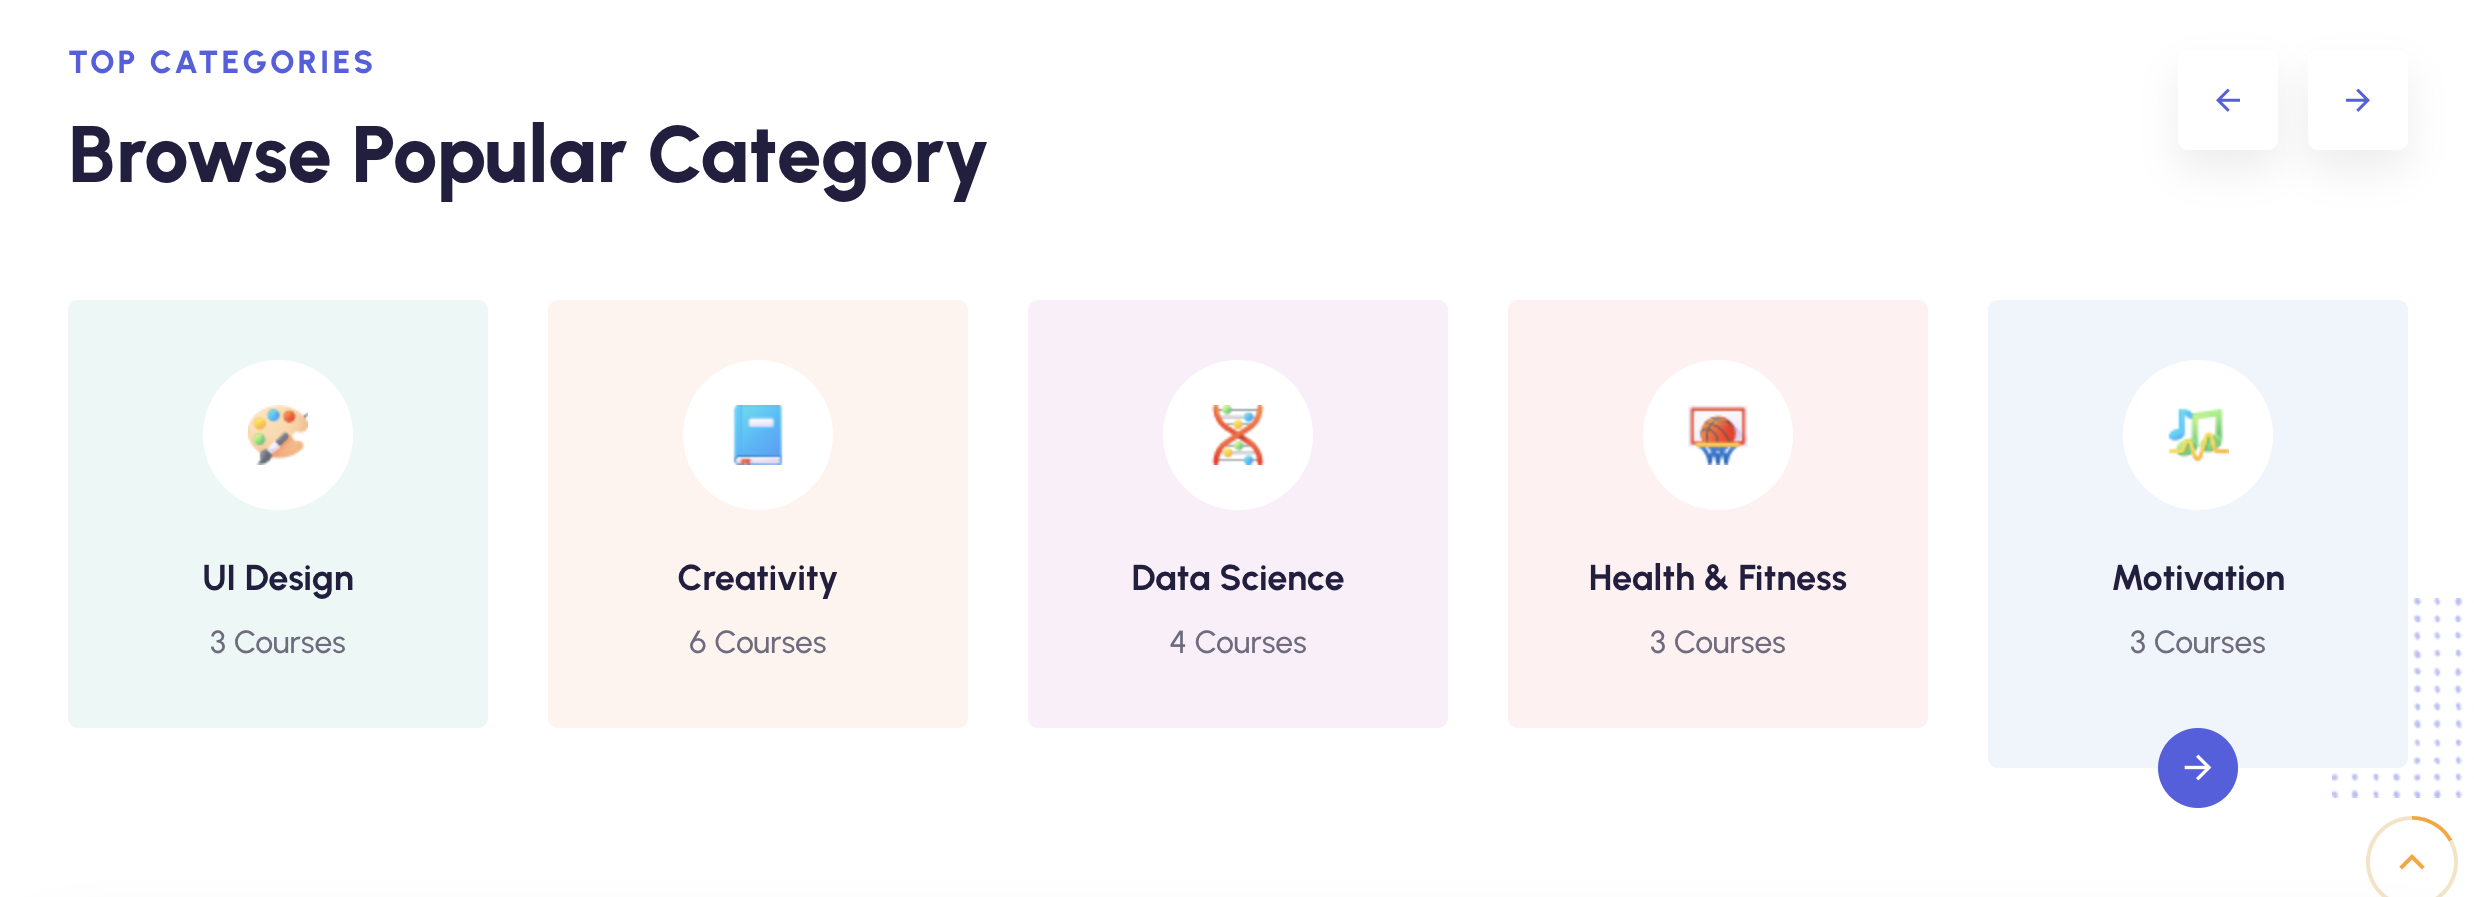 TOP CATEGORIES
Browse Popular Category
UI Design
3 Courses
Creativity
6 Courses
Data Science
4 Courses
Health & Fitness
3 Courses
Motivation
3 Courses